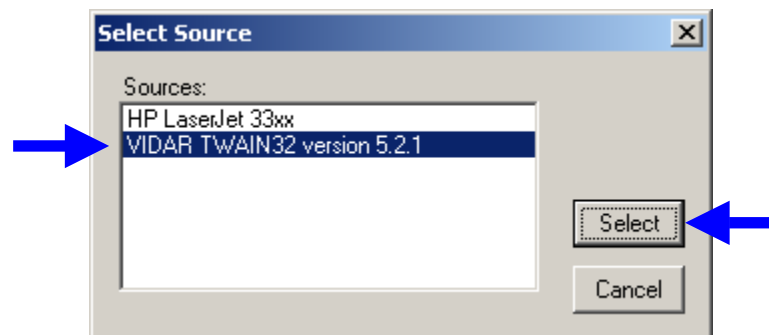 Select Source
Sources:
HP LaserJet 33xx
VIDAR TWAIN32 version 5.2.1
Select
Cancel